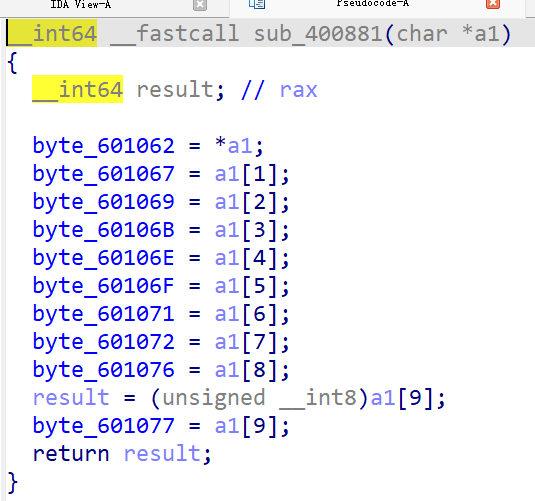 IDA View-A Pseudocode-A
__int64 __fastcall sub_400881(char *a1)
{
  __int64 result; // rax

  byte_601062 = *a1;
  byte_601067 = a1[1];
  byte_601069 = a1[2];
  byte_60106B = a1[3];
  byte_60106E = a1[4];
  byte_60106F = a1[5];
  byte_601071 = a1[6];
  byte_601072 = a1[7];
  byte_601076 = a1[8];
  result = (unsigned __int8)a1[9];
  byte_601077 = a1[9];
  return result;
}